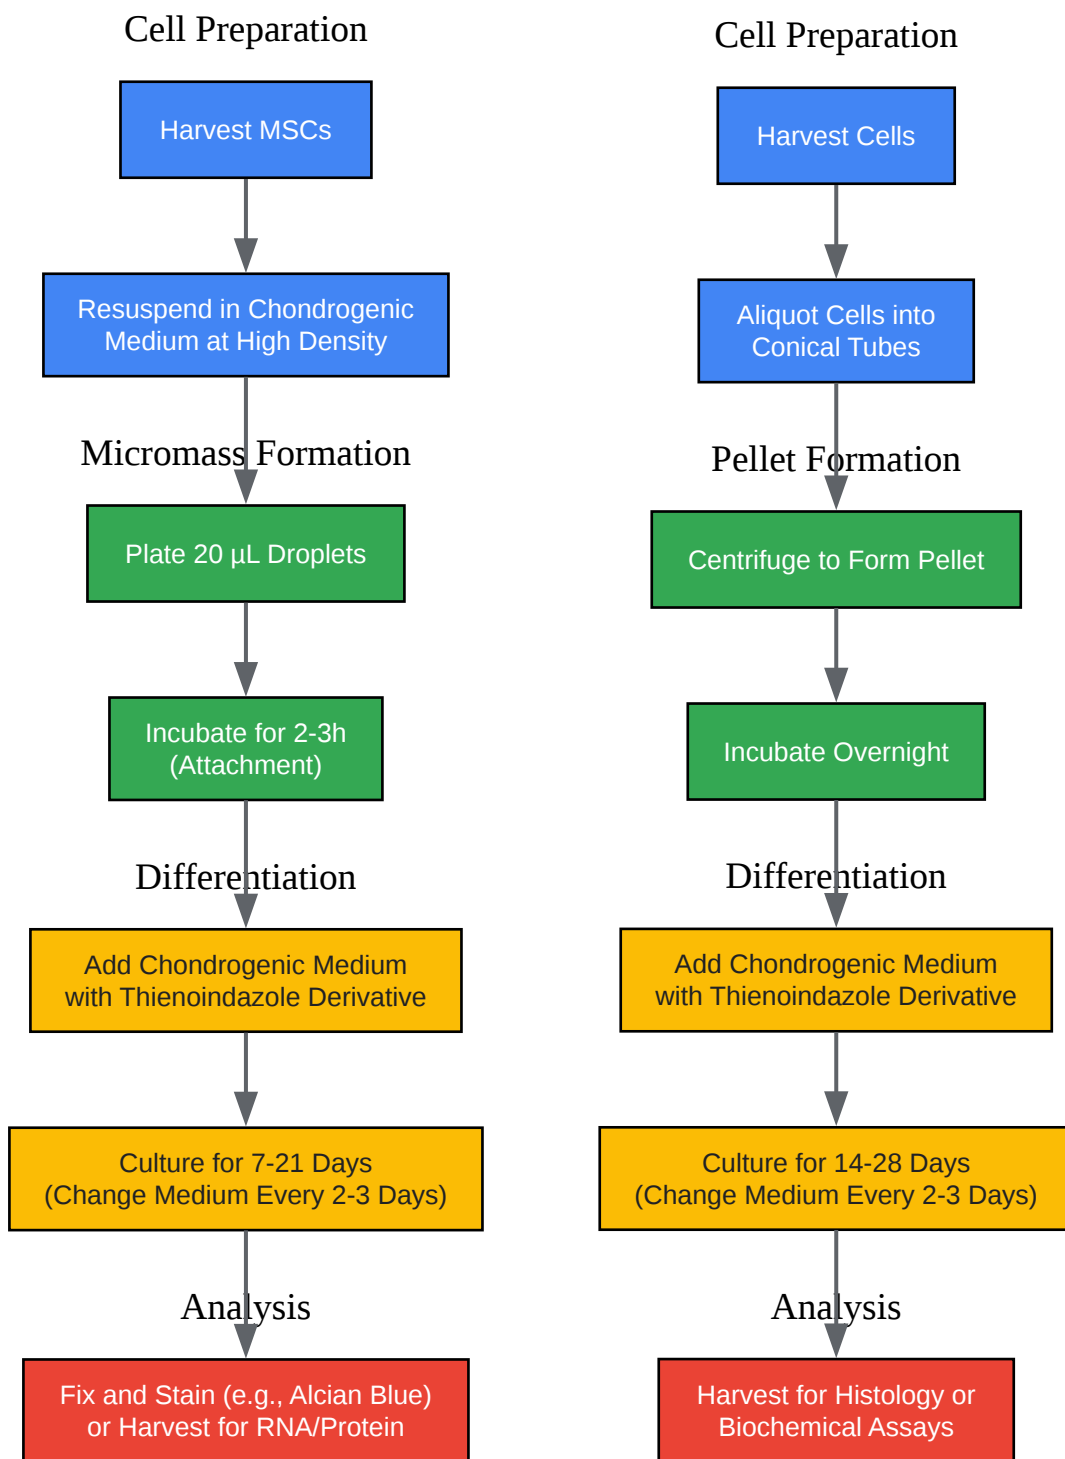 Cell Preparation
Harvest MSCs
Resuspend in Chondrogenic
Medium at High Density
Micromass Formation
Plate 20 µL Droplets
Incubate for 2-3h
(Attachment)
Differentiation
Add Chondrogenic Medium
with Thienoindazole Derivative
Culture for 7-21 Days
(Change Medium Every 2-3 Days)
Analysis
Fix and Stain (e.g., Alcian Blue)
or Harvest for RNA/Protein
Cell Preparation
Harvest Cells
Aliquot Cells into
Conical Tubes
Pellet Formation
Centrifuge to Form Pellet
Incubate Overnight
Differentiation
Add Chondrogenic Medium
with Thienoindazole Derivative
Culture for 14-28 Days
(Change Medium Every 2-3 Days)
Analysis
Harvest for Histology or
Biochemical Assays